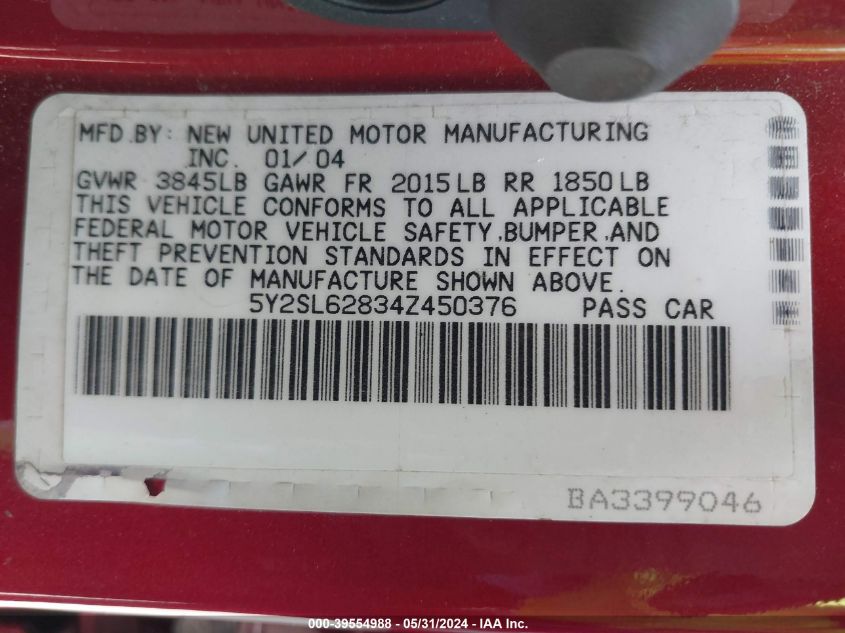 MFD.BY: NEW UNITED MOTOR MANUFACTURING
INC. 01/04
GVWR 3845LB GAWR FR 2015LB RR 1850LB
THIS VEHICLE CONFORMS TO ALL APPLICABLE
FEDERAL MOTOR VEHICLE SAFETY,BUMPER,AND
THEFT PREVENTION STANDARDS IN EFFECT ON
THE DATE OF MANUFACTURE SHOWN ABOVE.
5Y2SL62834Z450376 PASS CAR
BA3399046
000-39554988 - 05/31/2024 - IAA Inc.